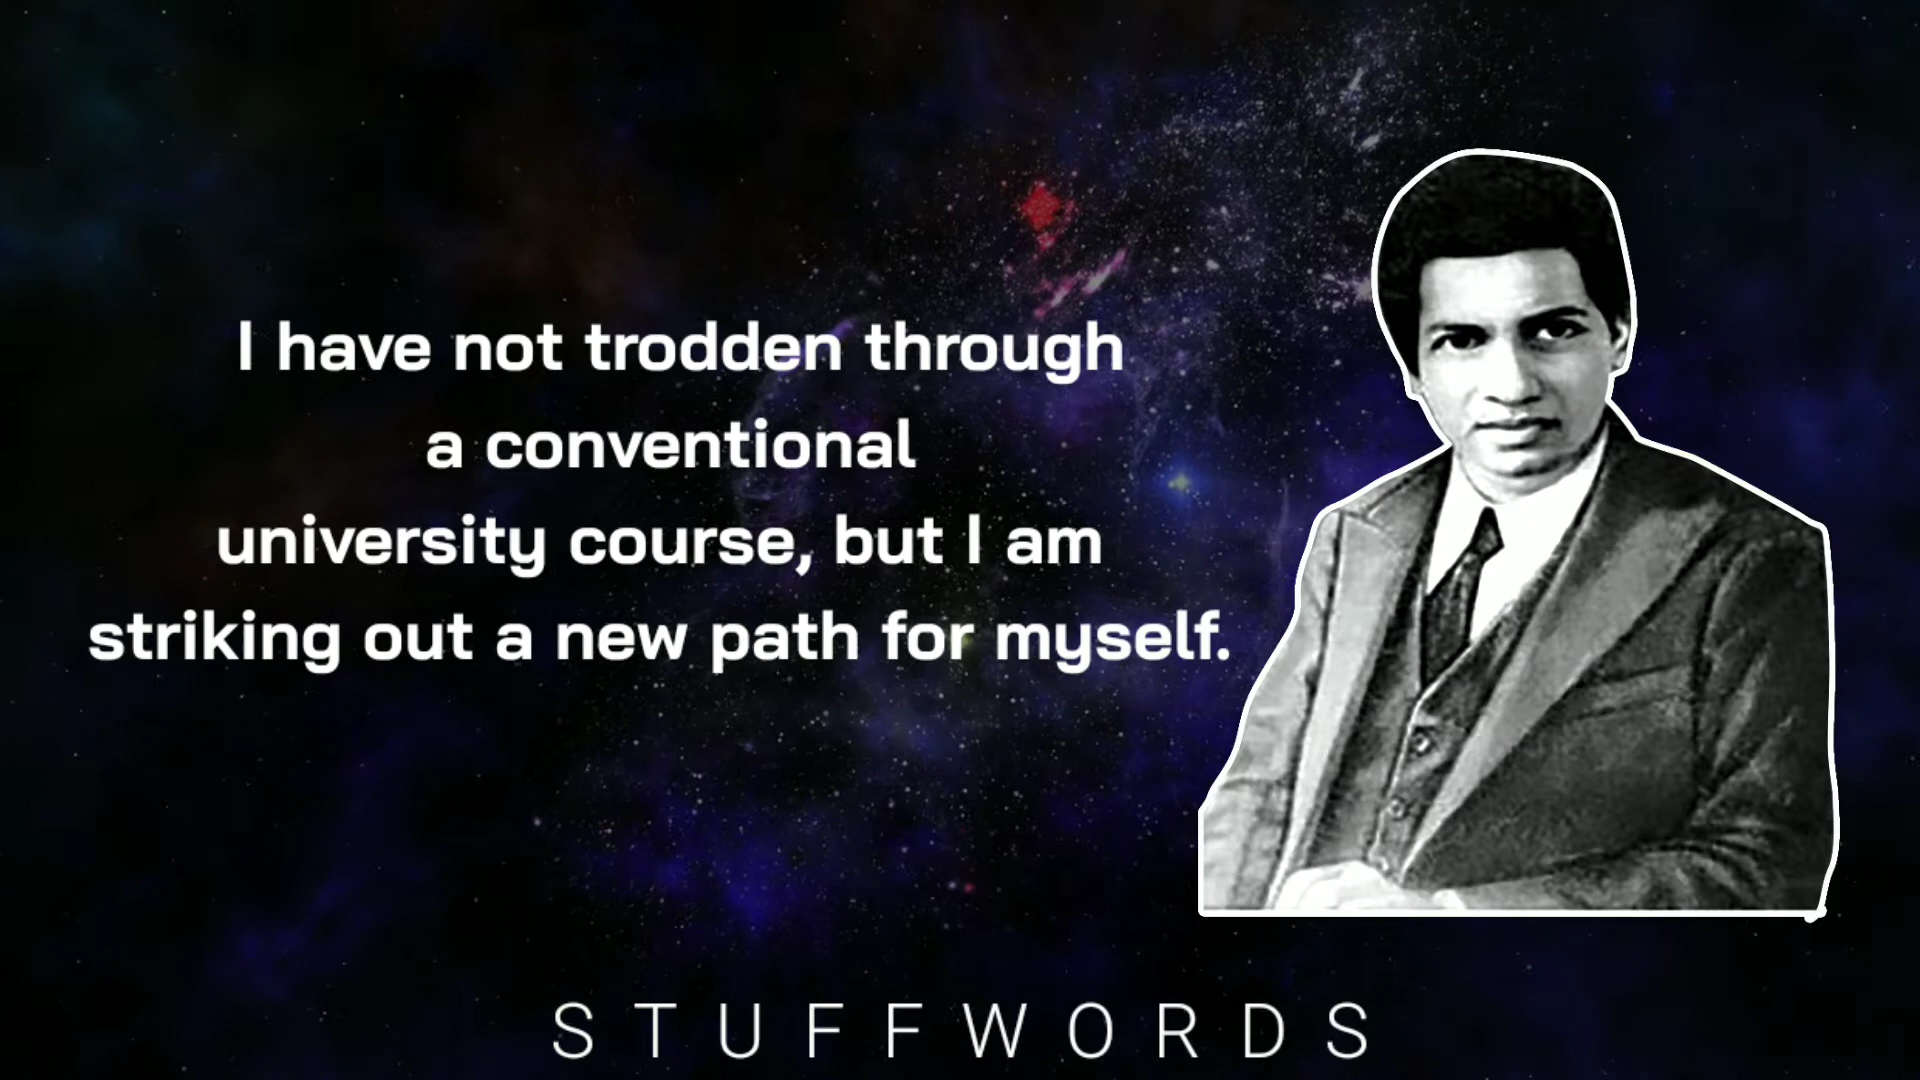 I have not trodden through
a conventional
university course, but I am
striking out a new path for myself.
STUFFWORDS